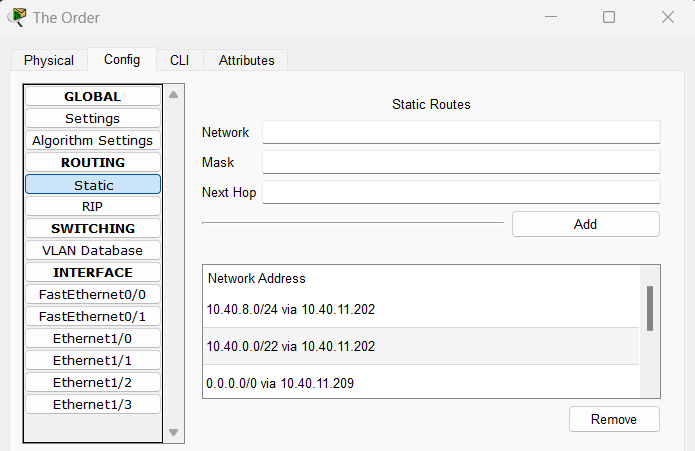 The Order
Physical Config CLI Attributes
GLOBAL
Settings
Algorithm Settings
ROUTING
Static
RIP
SWITCHING
VLAN Database
INTERFACE
FastEthernet0/0
FastEthernet0/1
Ethernet1/0
Ethernet1/1
Ethernet1/2
Ethernet1/3
Static Routes
Network
Mask
Next Hop
Add
Network Address
10.40.8.0/24 via 10.40.11.202
10.40.0.0/22 via 10.40.11.202
0.0.0.0/0 via 10.40.11.209
Remove